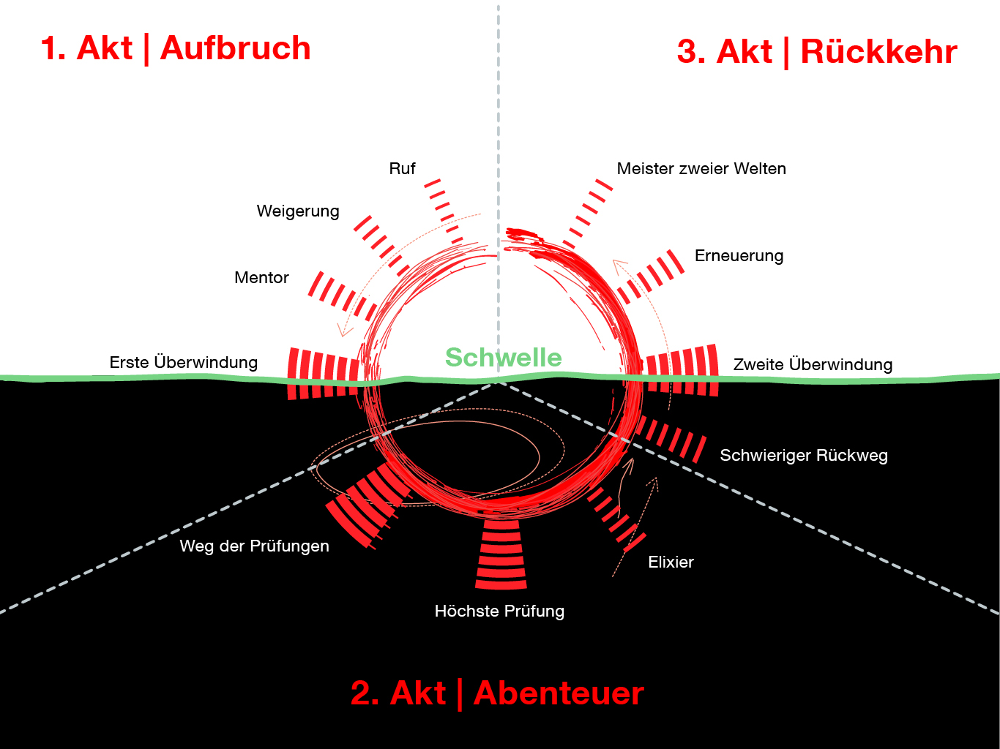 1. Akt | Aufbruch
3. Akt | Rückkehr
Ruf
Meister zweier Welten
Weigerung
Erneuerung
Mentor
Schwelle
Erste Überwindung
Zweite Überwindung
Schwieriger Rückweg
Weg der Prüfungen
Elixier
Höchste Prüfung
2. Akt | Abenteuer